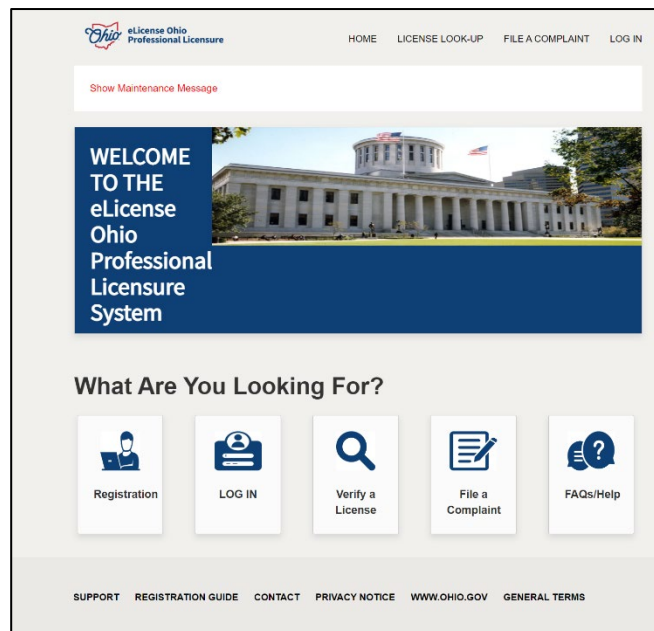 Ohio eLicense Ohio
Professional Licensure
HOME LICENSE LOOK-UP FILE A COMPLAINT LOG IN
Show Maintenance Message
WELCOME
TO THE
eLicense
Ohio
Professional
Licensure
System
What Are You Looking For?
Registration
LOG IN
Verify a
License
File a
Complaint
FAQs/Help
SUPPORT REGISTRATION GUIDE CONTACT PRIVACY NOTICE WWW.OHIO.GOV GENERAL TERMS